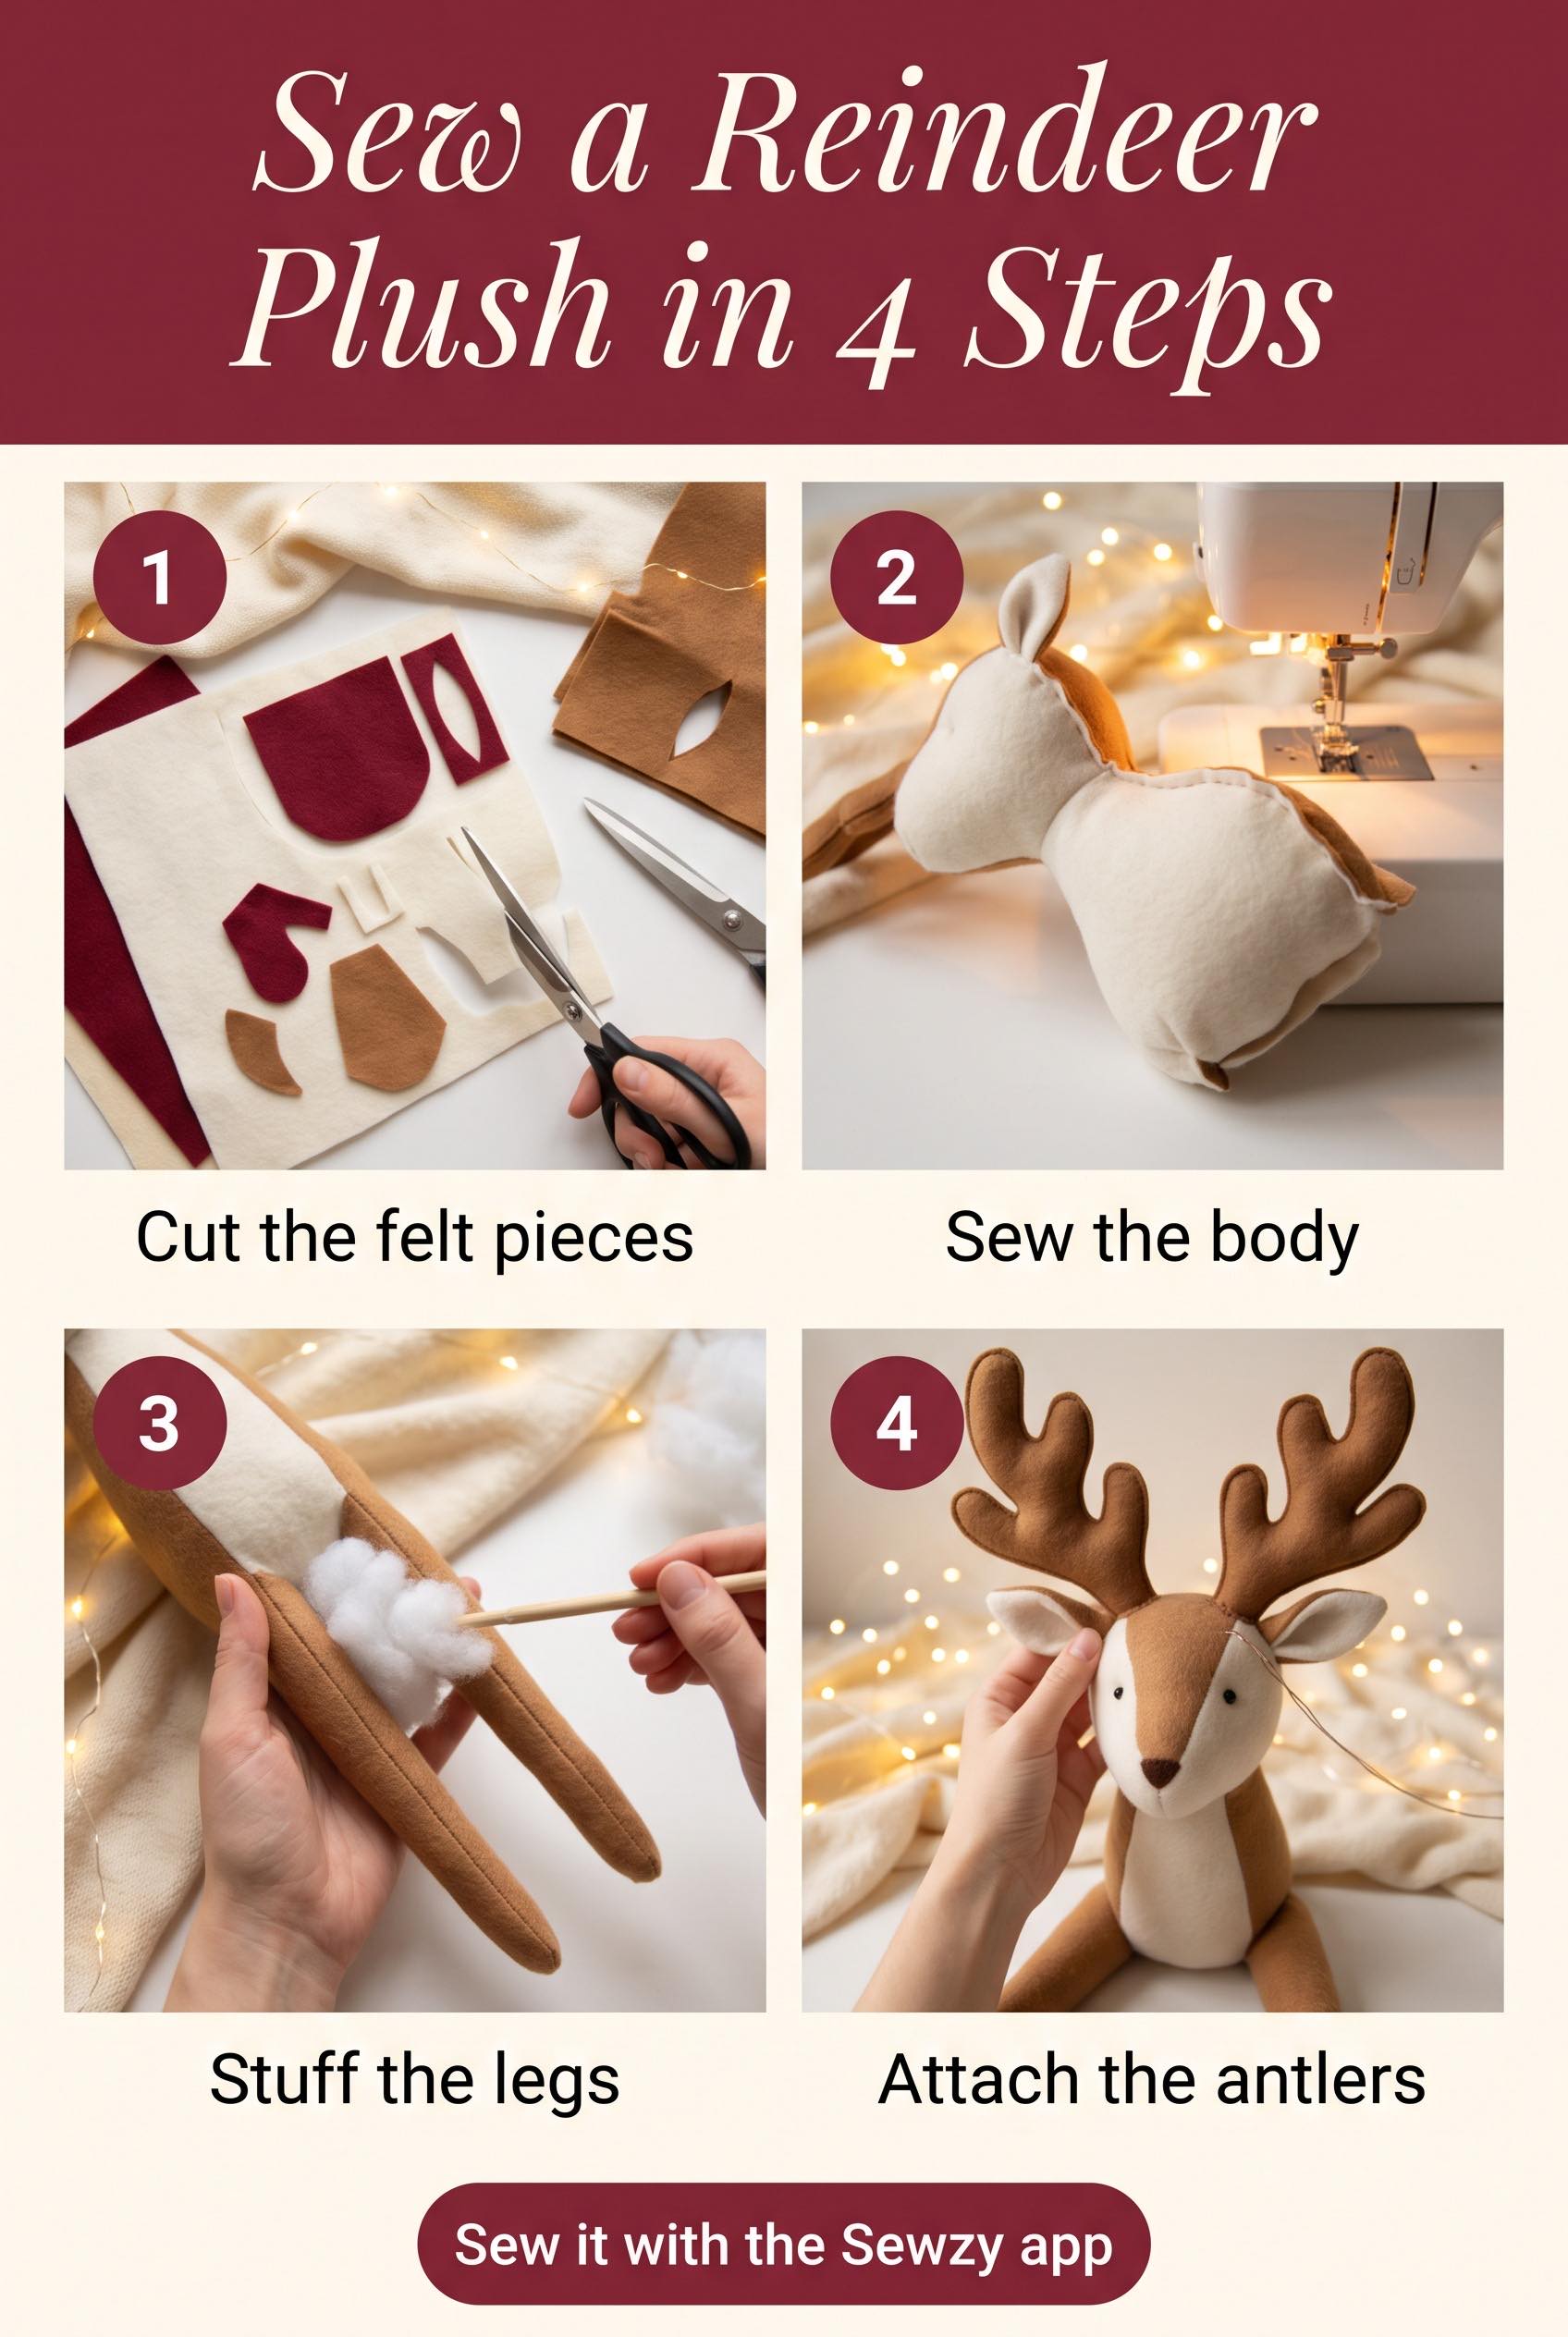 Sew a Reindeer
Plush in 4 Steps
1
2
Cut the felt pieces
Sew the body
3
4
Stuff the legs
Attach the antlers
Sew it with the Sewzy app